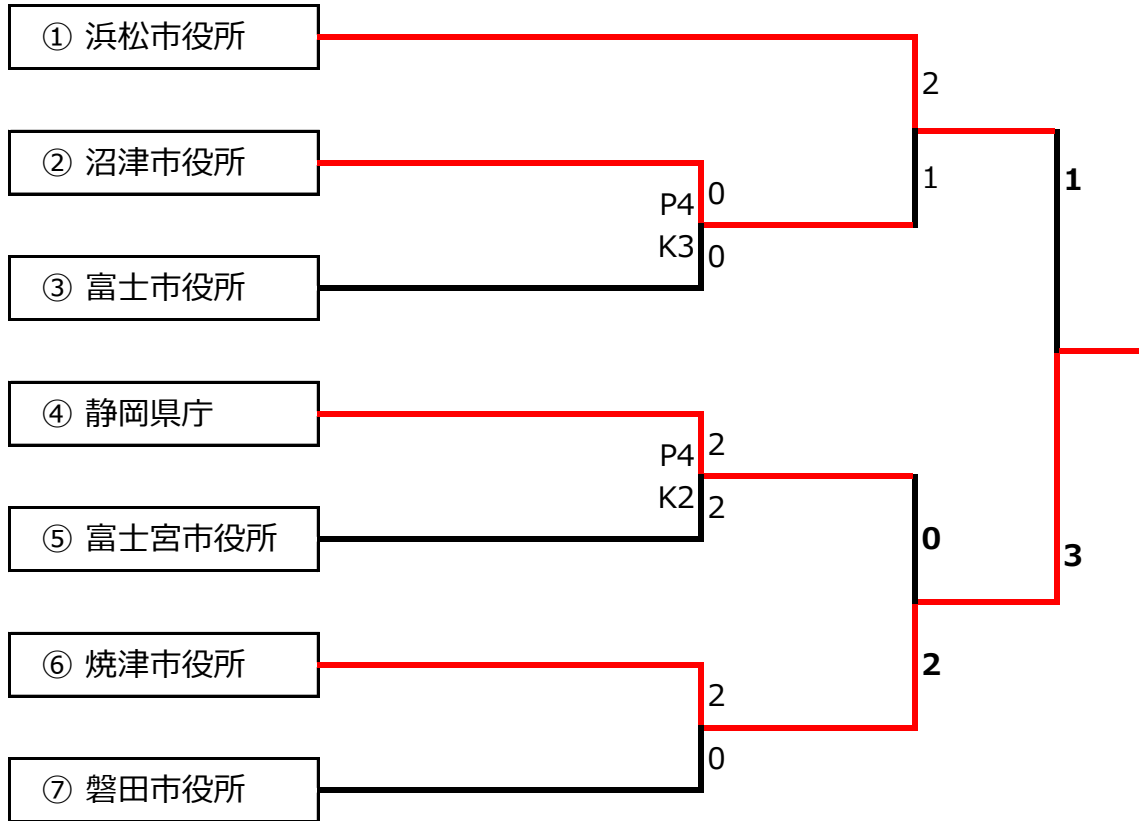 ① 浜松市役所
2
② 沼津市役所
1
1
P4 0
K3 0
③ 富士市役所
④ 静岡県庁
P4 2
K2 2
⑤ 富士宮市役所
0
3
⑥ 焼津市役所
2
2
0
⑦ 磐田市役所